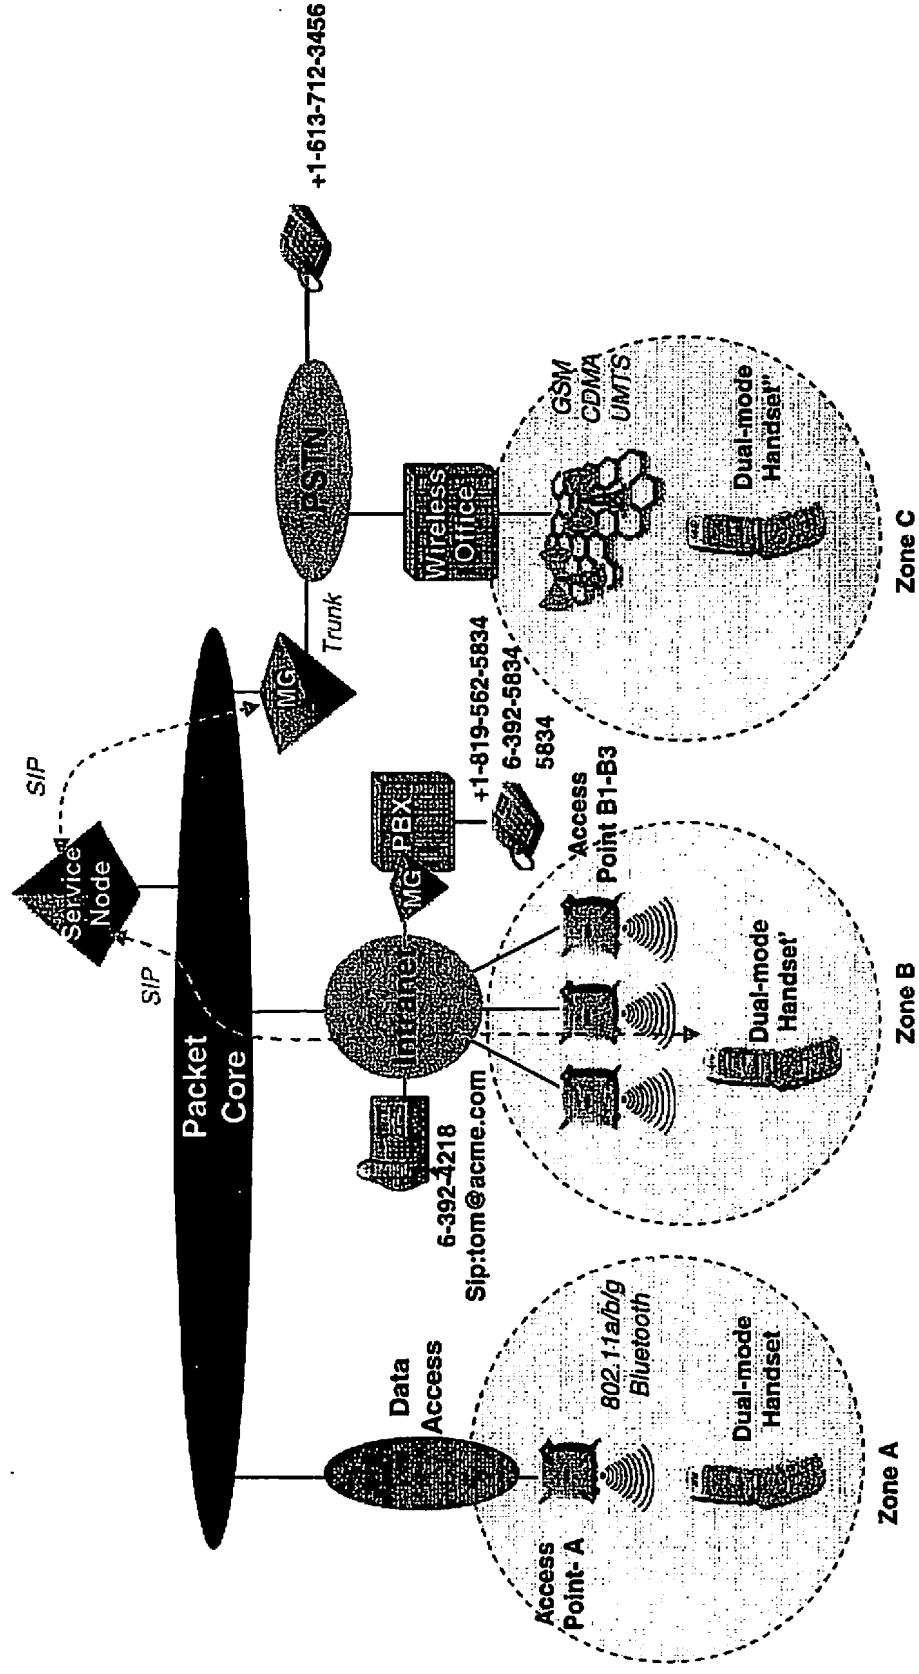 SIP
Service
Node
SIP
Packet
Core
MG
Trunk
PSTN
+1-613-712-3456
Data
Access
Intranet
MG
PBX
6-392-4218
Sip:tom@acme.com
+1-819-562-5834
6-392-5834
5834
Wireless
Office
Access
Point- A
802.11a/b/g
Bluetooth
Dual-mode
Handset
Zone A
Access
Point B1-B3
Dual-mode
Handset'
Zone B
GSM
CDMA
UMTS
Dual-mode
Handset"
Zone C